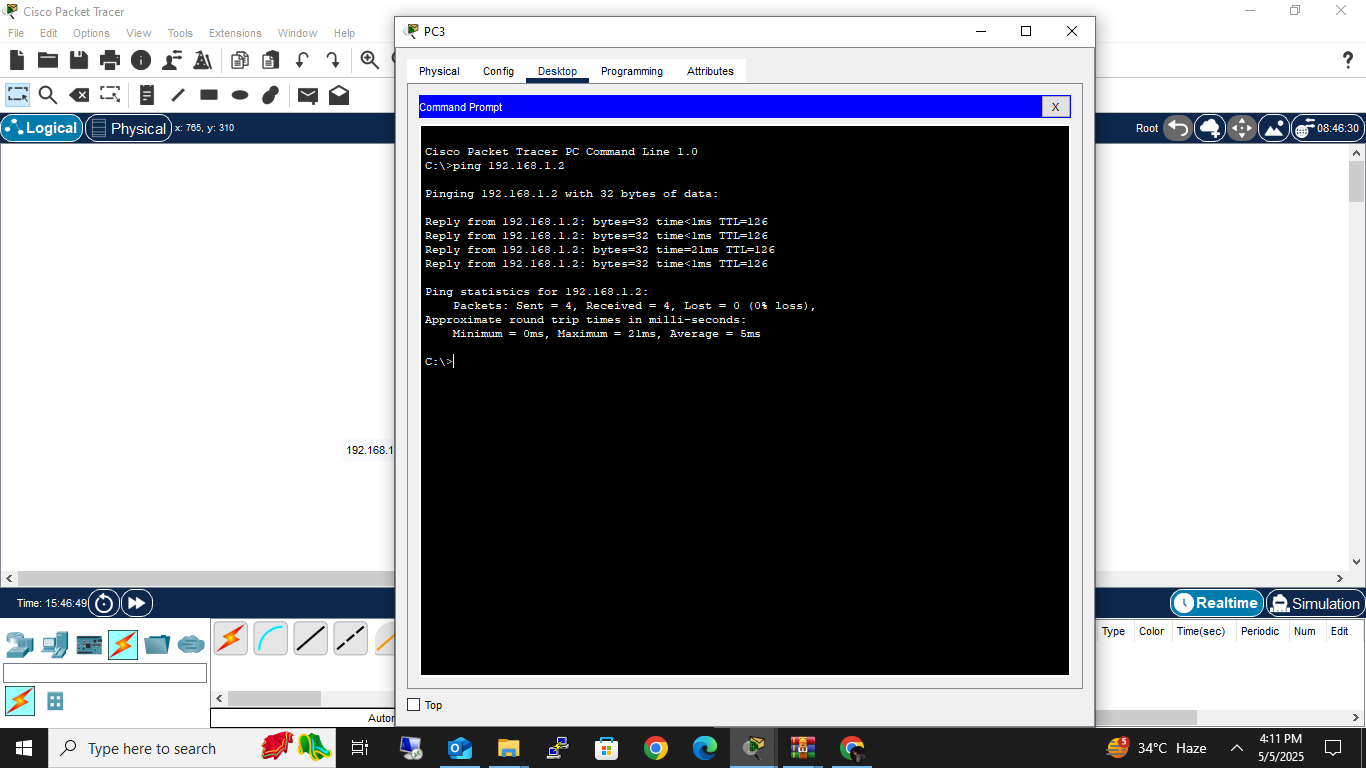 Cisco Packet Tracer
File Edit Options View Tools Extensions Window Help
PC3
Physical Config Desktop Programming Attributes
Command Prompt
X
Logical Physical x: 765, y: 310
Root 08:46:30
Cisco Packet Tracer PC Command Line 1.0
C:\>ping 192.168.1.2
Pinging 192.168.1.2 with 32 bytes of data:
Reply from 192.168.1.2: bytes=32 time<1ms TTL=126
Reply from 192.168.1.2: bytes=32 time<1ms TTL=126
Reply from 192.168.1.2: bytes=32 time=21ms TTL=126
Reply from 192.168.1.2: bytes=32 time<1ms TTL=126
Ping statistics for 192.168.1.2:
Packets: Sent = 4, Received = 4, Lost = 0 (0% loss),
Approximate round trip times in milli-seconds:
Minimum = 0ms, Maximum = 21ms, Average = 5ms
C:\>
192.168.1
Time: 15:46:49
Realtime Simulation
Type Color Time(sec) Periodic Num Edit
Top
Autor
Type here to search
5
34°C Haze
4:11 PM
5/5/2025